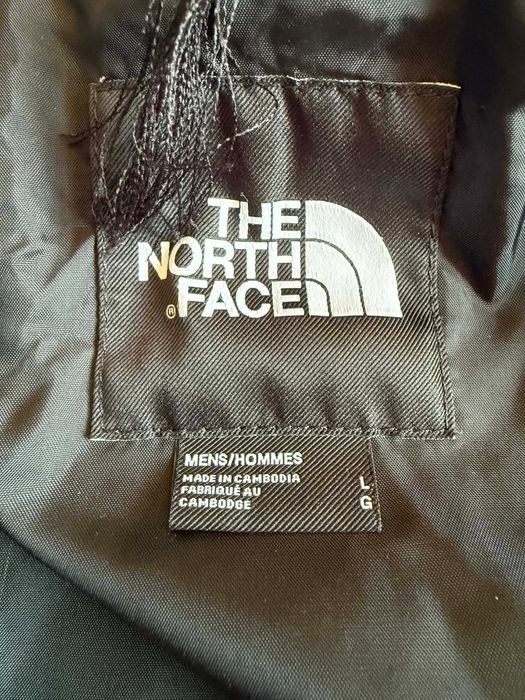 THE
NORTH
® FACE
MENS/HOMMES
MADE IN CAMBODIA
FABRIQUÉ AU
CAMBODGE
L
G